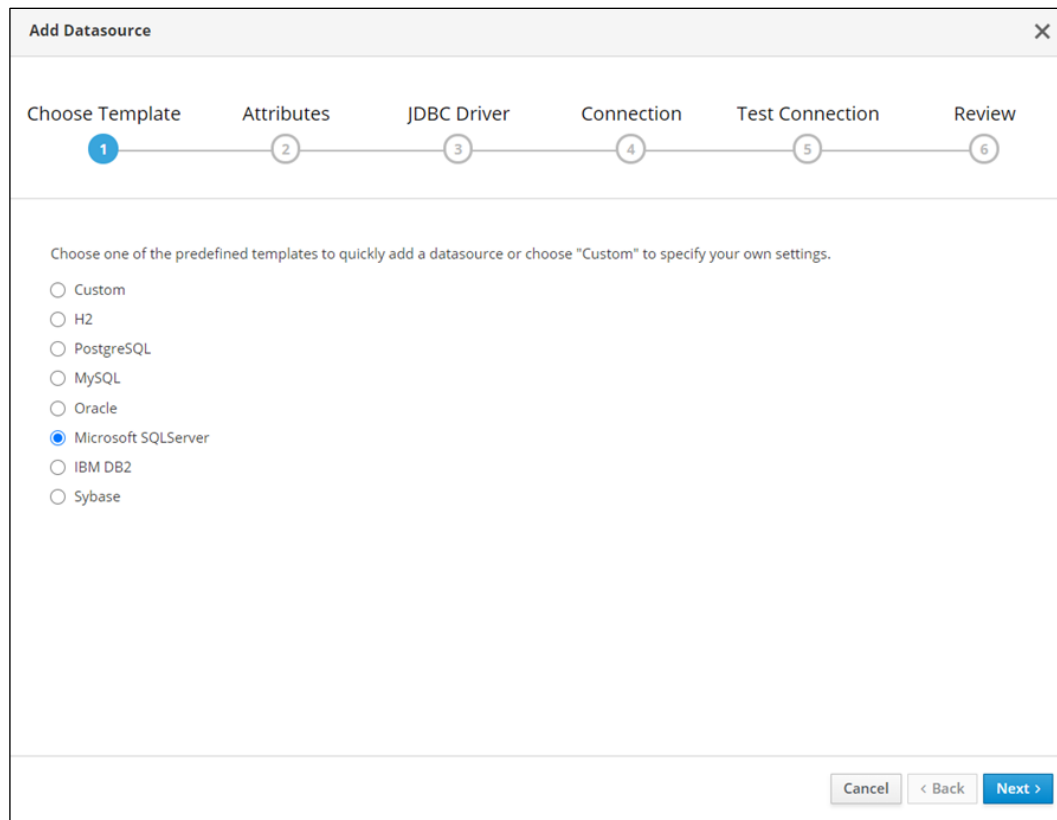 Add Datasource
Choose Template Attributes JDBC Driver Connection Test Connection Review
1 2 3 4 5 6
Choose one of the predefined templates to quickly add a datasource or choose "Custom" to specify your own settings.
Custom
H2
PostgreSQL
MySQL
Oracle
Microsoft SQLServer
IBM DB2
Sybase
Cancel < Back Next >